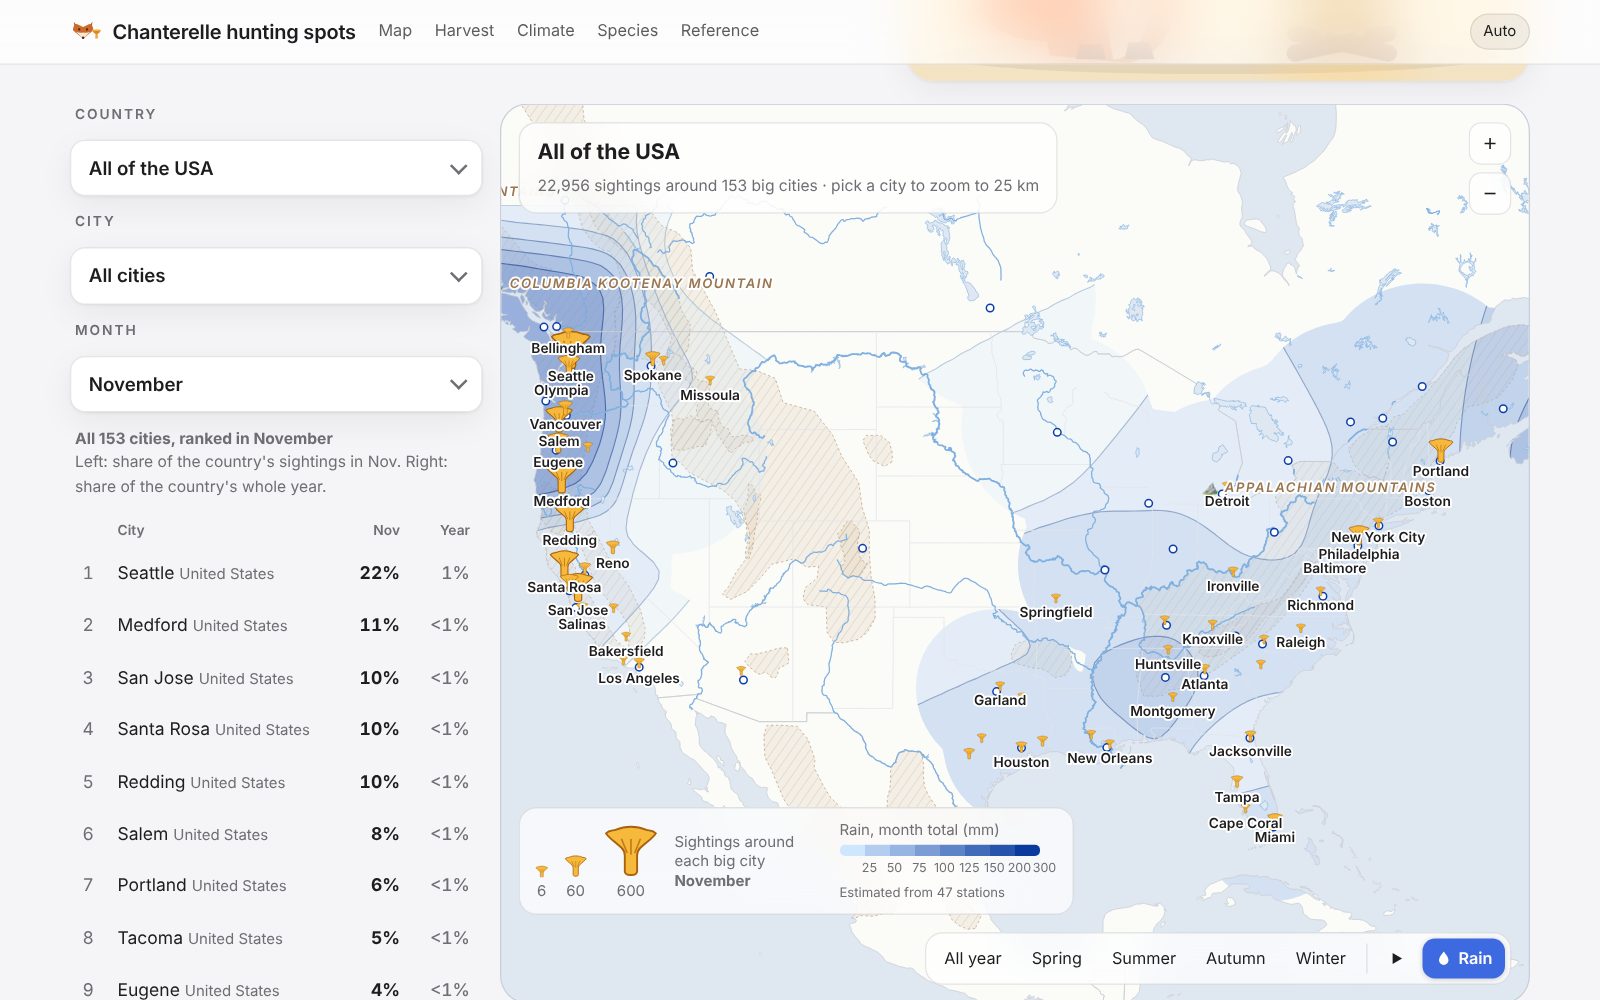 Chanterelle hunting spots
Map
Harvest
Climate
Species
Reference
Auto
COUNTRY
All of the USA
CITY
All cities
MONTH
November
All 153 cities, ranked in November
Left: share of the country's sightings in Nov. Right:
share of the country's whole year.
City Nov Year
1 Seattle United States 22% 1%
2 Medford United States 11% <1%
3 San Jose United States 10% <1%
4 Santa Rosa United States 10% <1%
5 Redding United States 10% <1%
6 Salem United States 8% <1%
7 Portland United States 6% <1%
8 Tacoma United States 5% <1%
9 Eugene United States 4% <1%
All of the USA
22,956 sightings around 153 big cities · pick a city to zoom to 25 km
+
−
COLUMBIA KOOTENAY MOUNTAIN
Bellingham
Seattle
Olympia
Spokane
Missoula
Vancouver
Salem
Eugene
Medford
Redding
Reno
Santa Rosa
San Jose
Salinas
Bakersfield
Los Angeles
Portland
APPALACHIAN MOUNTAINS
Detroit
Boston
New York City
Philadelphia
Baltimore
Ironville
Richmond
Springfield
Knoxville
Raleigh
Huntsville
Atlanta
Garland
Montgomery
Houston
New Orleans
Jacksonville
Tampa
Cape Coral
Miami
6
60
600
Sightings around
each big city
November
Rain, month total (mm)
25 50 75 100 125 150 200 300
Estimated from 47 stations
All year
Spring
Summer
Autumn
Winter
Rain